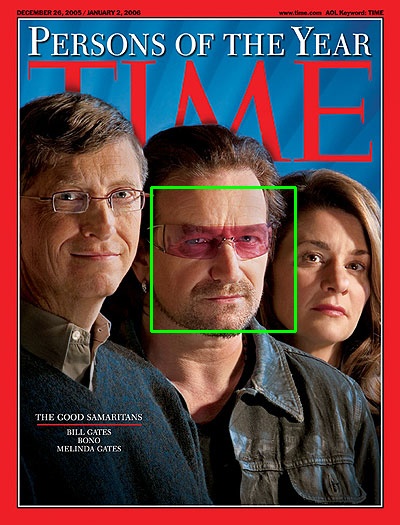 DECEMBER 26, 2005 / JANUARY 2, 2006 www.time.com AOL Keyword: TIME
PERSONS OF THE YEAR
TIME
THE GOOD SAMARITANS
BILL GATES
BONO
MELINDA GATES